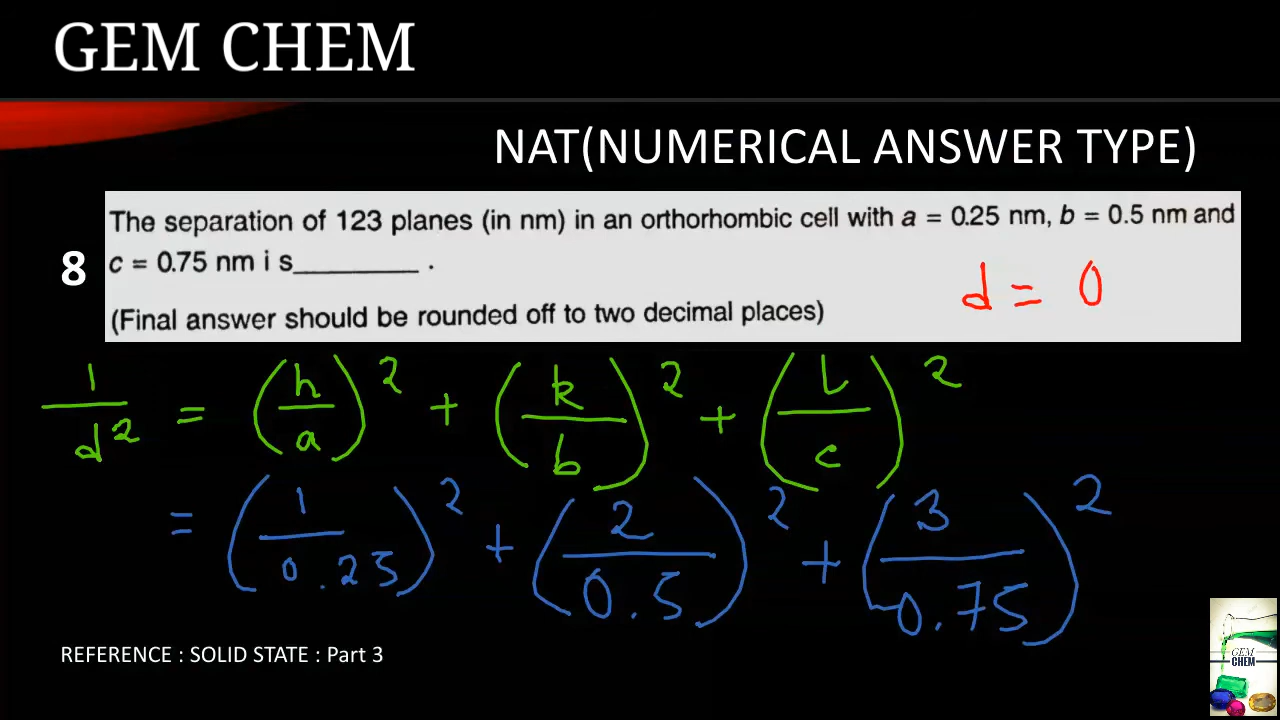 GEM CHEM
NAT(NUMERICAL ANSWER TYPE)
8
The separation of 123 planes (in nm) in an orthorhombic cell with a = 0.25 nm, b = 0.5 nm and
c = 0.75 nm i s________ .
(Final answer should be rounded off to two decimal places)
d = 0
1/d² = (h/a)² + (k/b)² + (l/c)²
= (1/0.25)² + (2/0.5)² + (3/0.75)²
REFERENCE : SOLID STATE : Part 3
GEM
CHEM